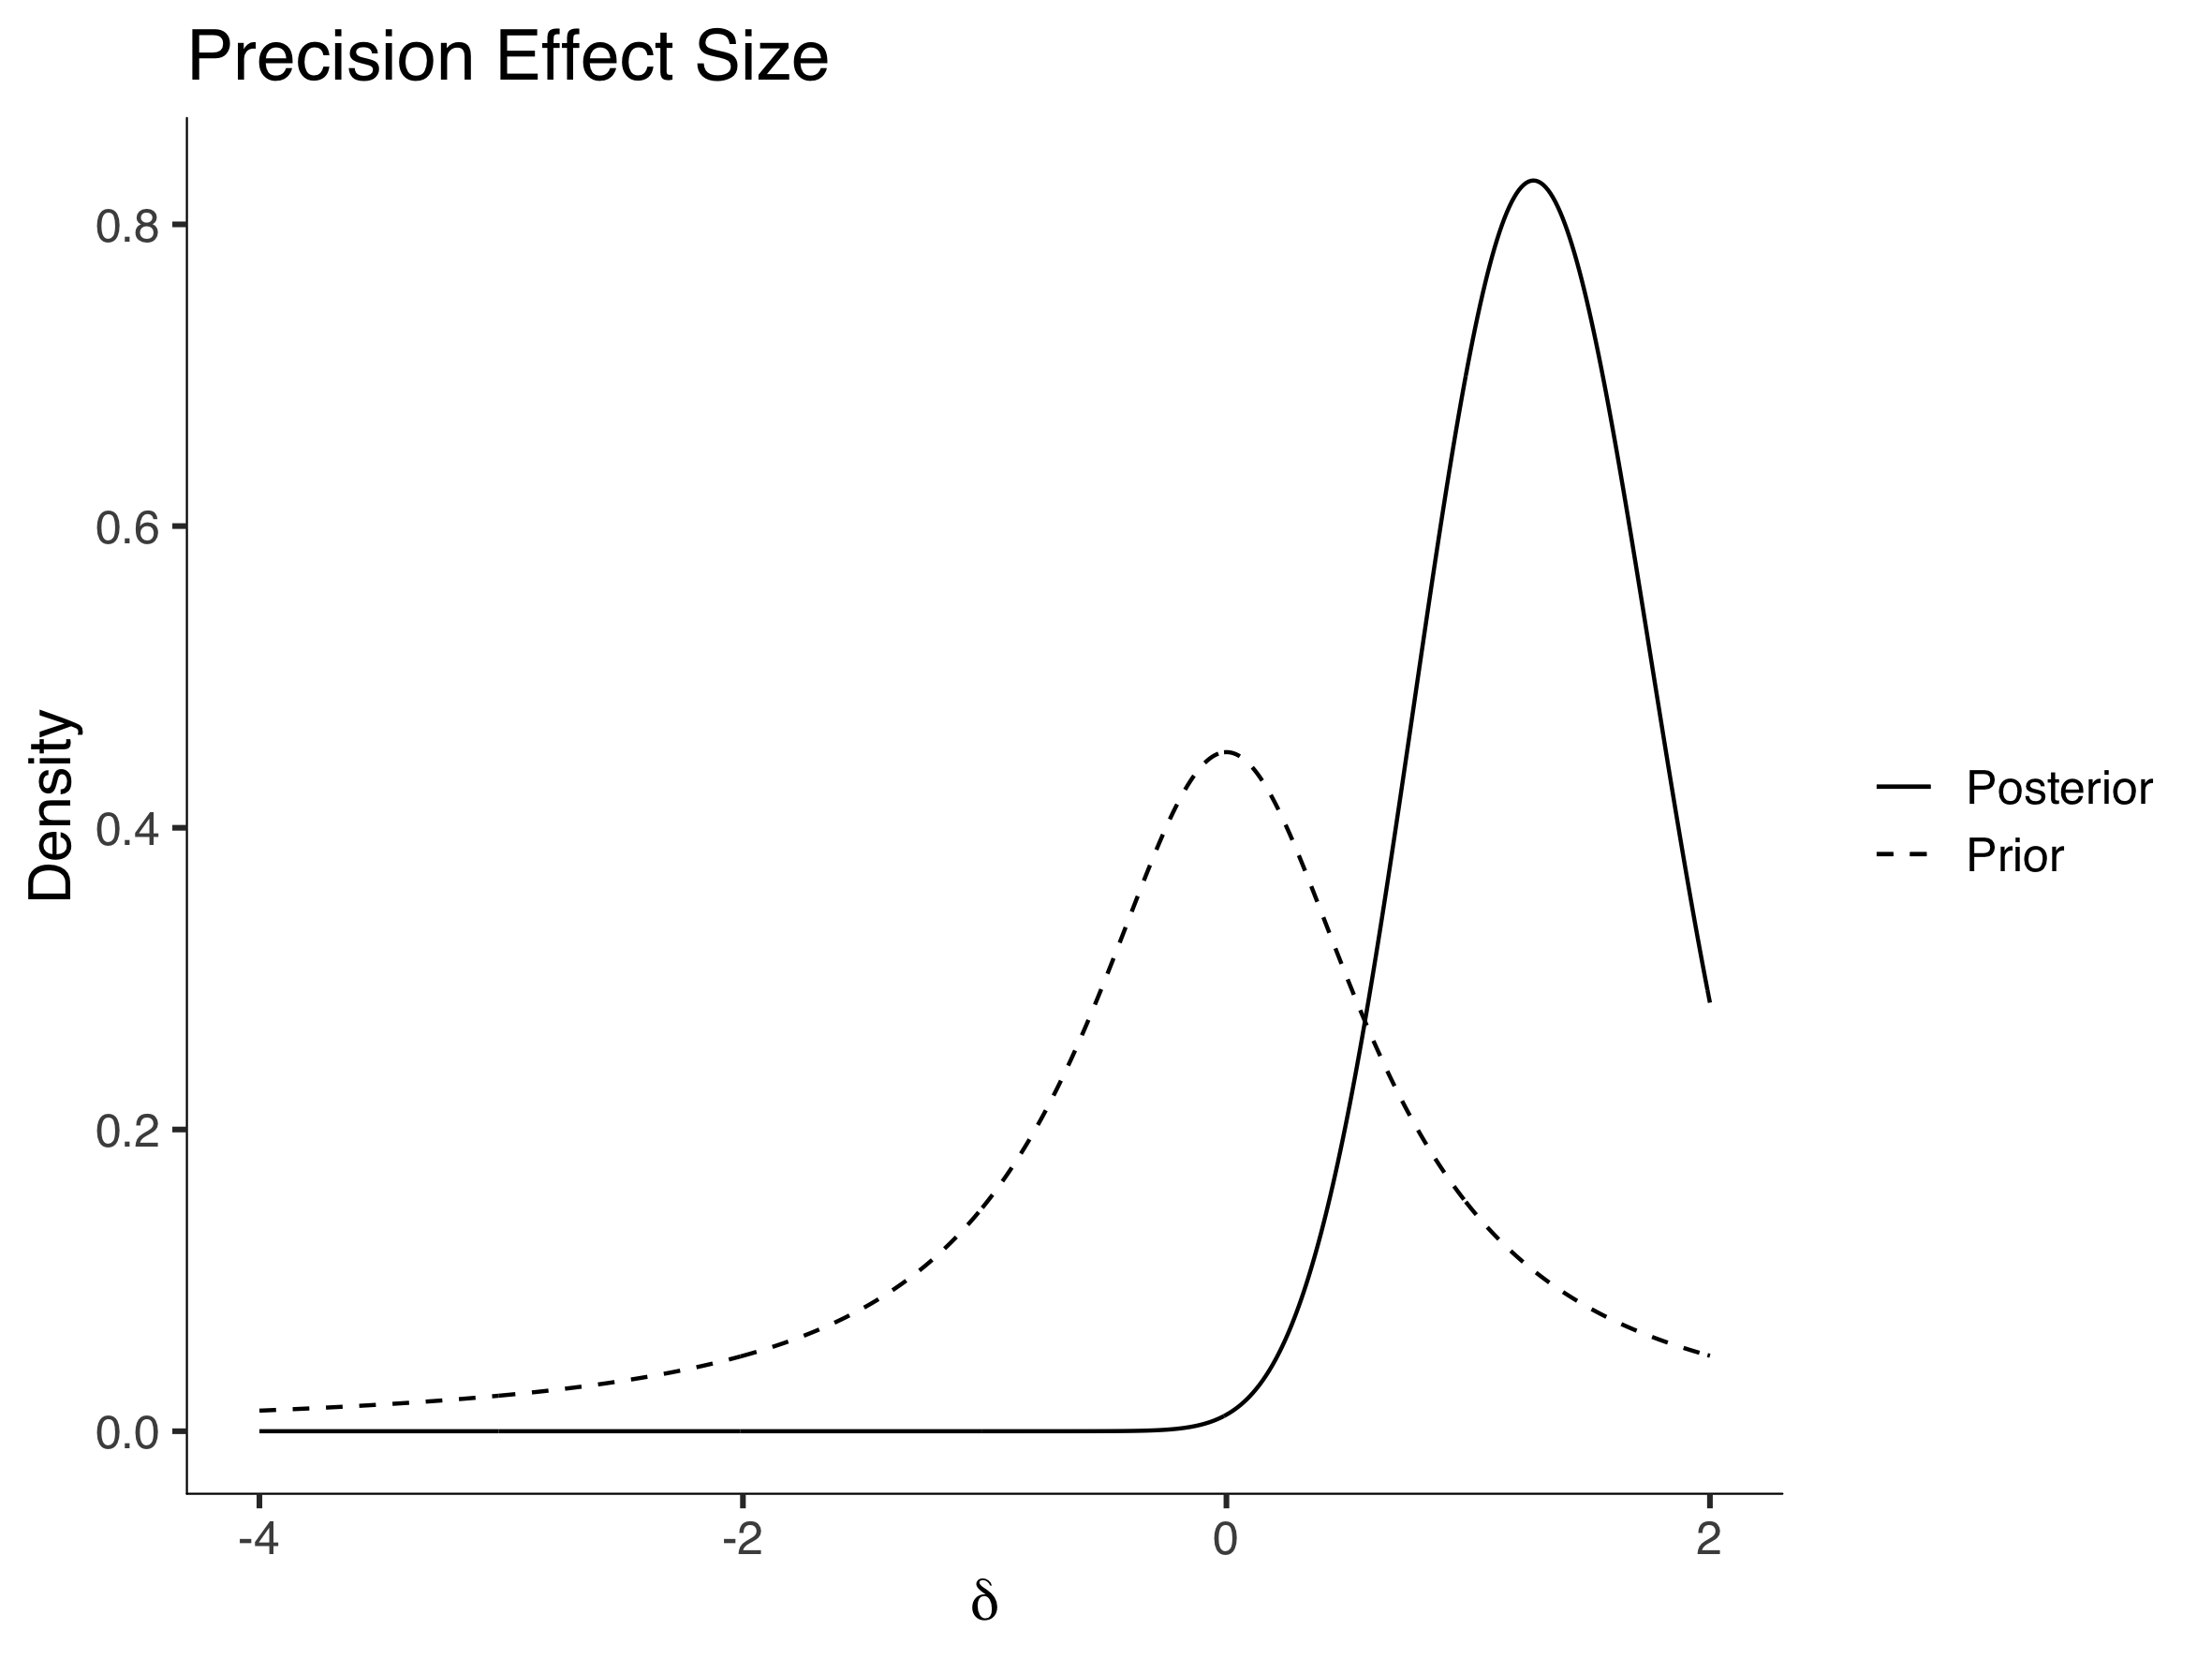 Precision Effect Size
Density
0.8
0.6
0.4
0.2
0.0
-4 -2 0 2
δ
Posterior
Prior